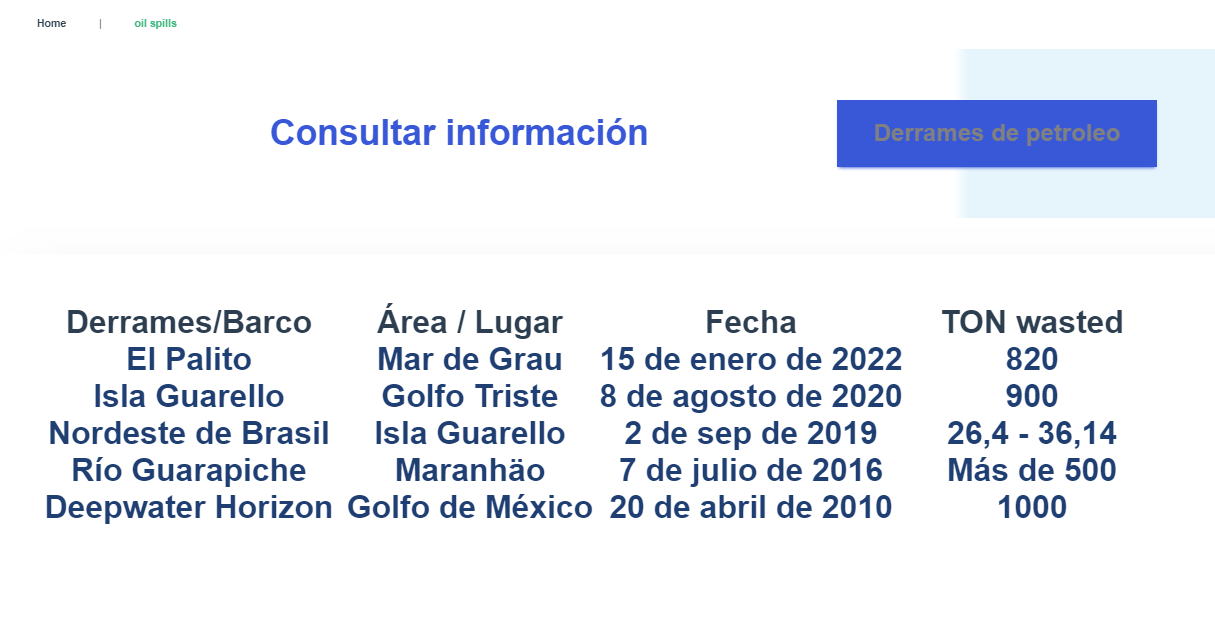 Home | oil spills
Consultar información
Derrames de petroleo
Derrames/Barco Área / Lugar Fecha TON wasted
El Palito Mar de Grau 15 de enero de 2022 820
Isla Guarello Golfo Triste 8 de agosto de 2020 900
Nordeste de Brasil Isla Guarello 2 de sep de 2019 26,4 - 36,14
Río Guarapiche Maranhäo 7 de julio de 2016 Más de 500
Deepwater Horizon Golfo de México 20 de abril de 2010 1000